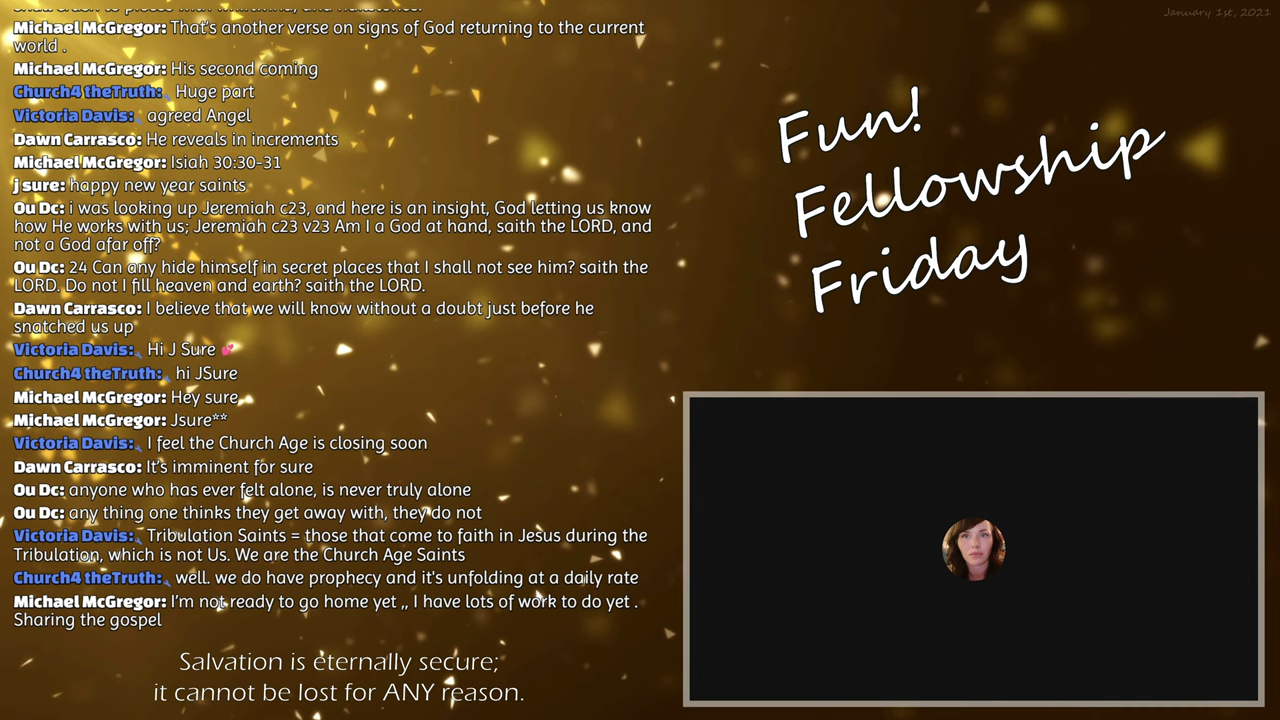 January 1st, 2021
Michael McGregor: That's another verse on signs of God returning to the current
world .
Michael McGregor: His second coming
Church4 theTruth: Huge part
Victoria Davis: agreed Angel
Dawn Carrasco: He reveals in increments
Michael McGregor: Isiah 30:30-31
j sure: happy new year saints
Ou Dc: i was looking up Jeremiah c23, and here is an insight, God letting us know
how He works with us; Jeremiah c23 v23 Am I a God at hand, saith the LORD, and
not a God afar off?
Ou Dc: 24 Can any hide himself in secret places that I shall not see him? saith the
LORD. Do not I fill heaven and earth? saith the LORD.
Dawn Carrasco: I believe that we will know without a doubt just before he
snatched us up
Victoria Davis: Hi J Sure 💕
Church4 theTruth: hi JSure
Michael McGregor: Hey sure
Michael McGregor: Jsure**
Victoria Davis: I feel the Church Age is closing soon
Dawn Carrasco: It's imminent for sure
Ou Dc: anyone who has ever felt alone, is never truly alone
Ou Dc: any thing one thinks they get away with, they do not
Victoria Davis: Tribulation Saints = those that come to faith in Jesus during the
Tribulation, which is not Us. We are the Church Age Saints
Church4 theTruth: well. we do have prophecy and it's unfolding at a daily rate
Michael McGregor: I'm not ready to go home yet ,, I have lots of work to do yet .
Sharing the gospel
Salvation is eternally secure;
it cannot be lost for ANY reason.
Fun!
Fellowship
Friday